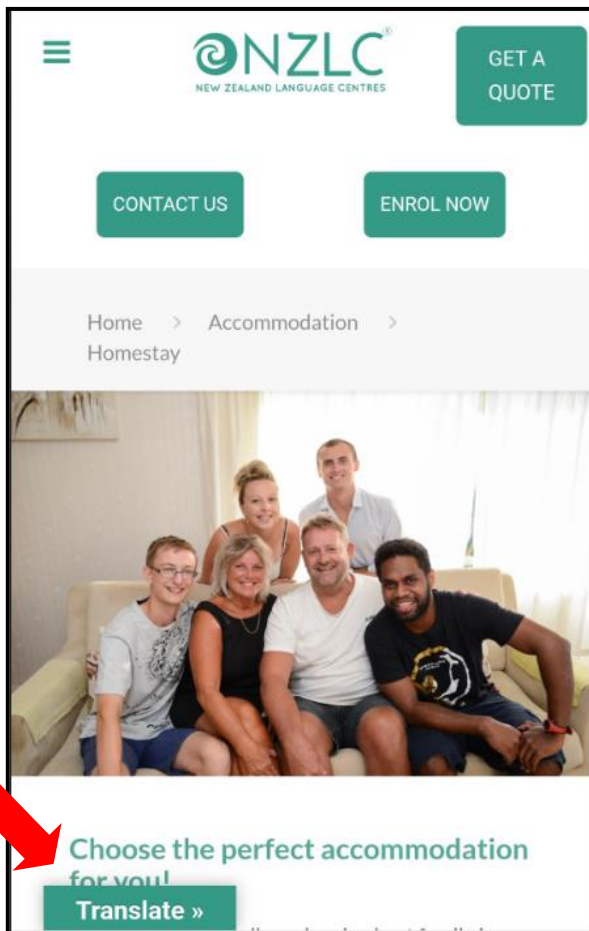 NZLC®
NEW ZEALAND LANGUAGE CENTRES
GET A
QUOTE
CONTACT US
ENROL NOW
Home > Accommodation >
Homestay
Choose the perfect accommodation
for you!
Translate »